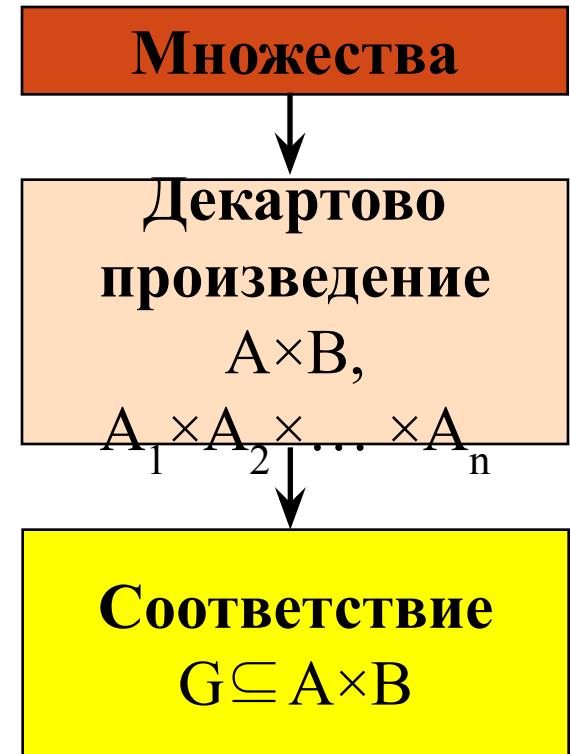 Множества
Декартово
произведение
A×B,
A₁×A₂×… ×Aₙ
Соответствие
G⊆A×B